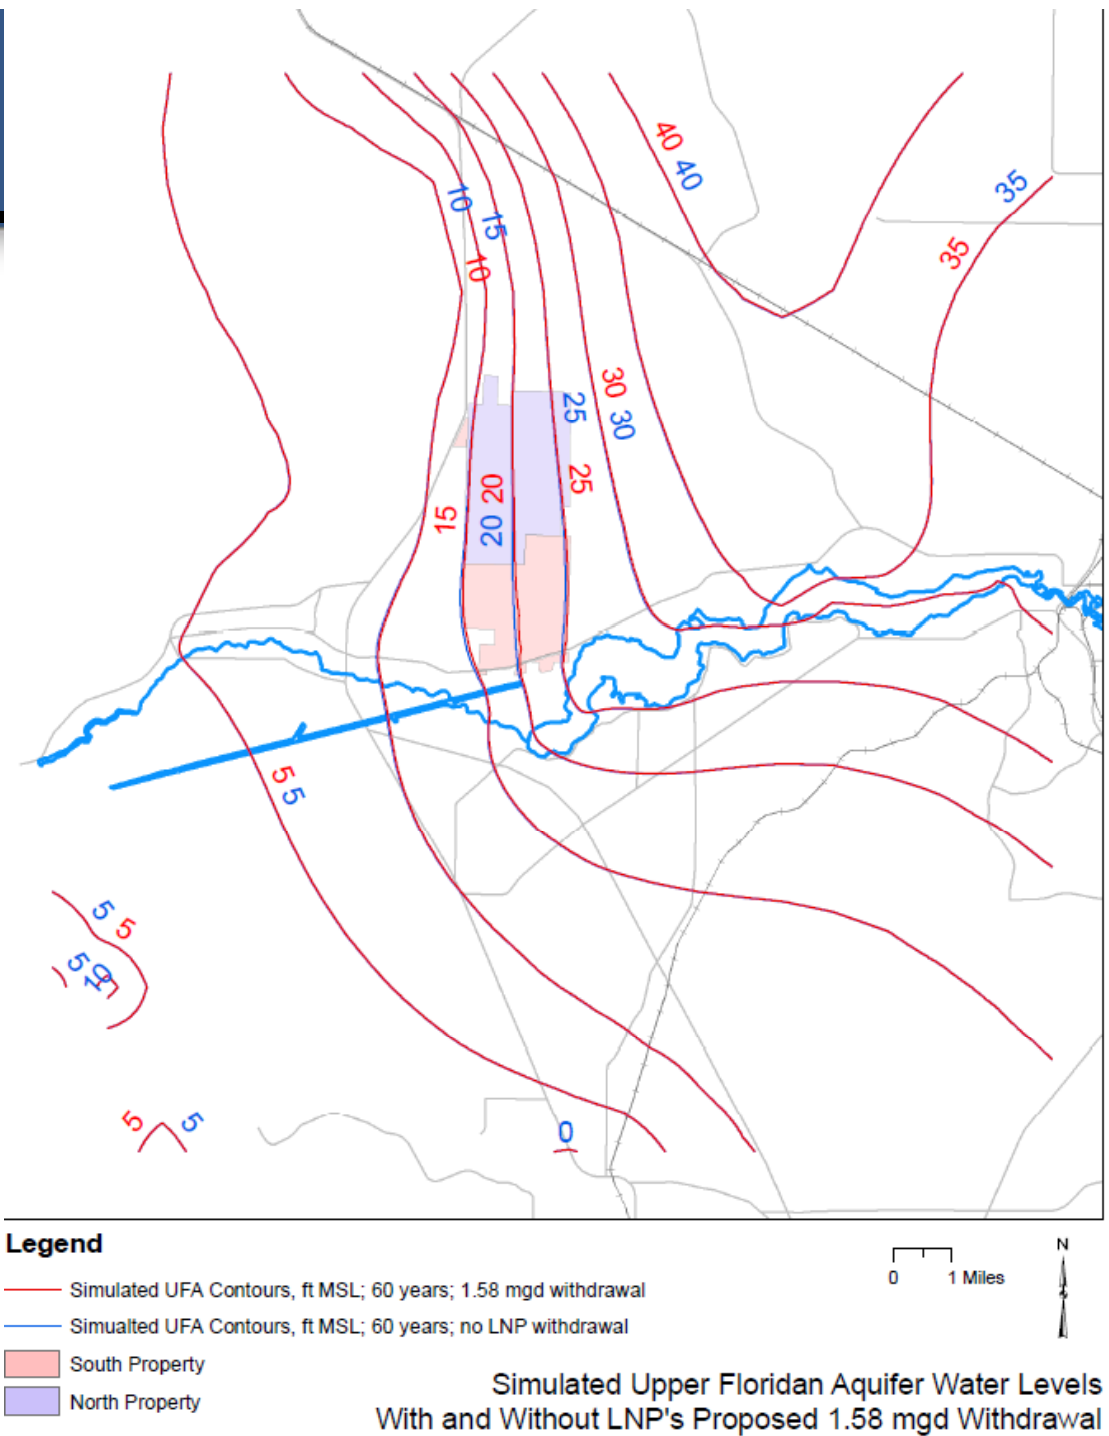 40
40
35
35
10
15
10
30
30
25
25
20
20
15
5
5
5
5
5
10
5
5
0
Legend
Simulated UFA Contours, ft MSL; 60 years; 1.58 mgd withdrawal
Simualted UFA Contours, ft MSL; 60 years; no LNP withdrawal
South Property
North Property
0 1 Miles
N
Simulated Upper Floridan Aquifer Water Levels
With and Without LNP's Proposed 1.58 mgd Withdrawal